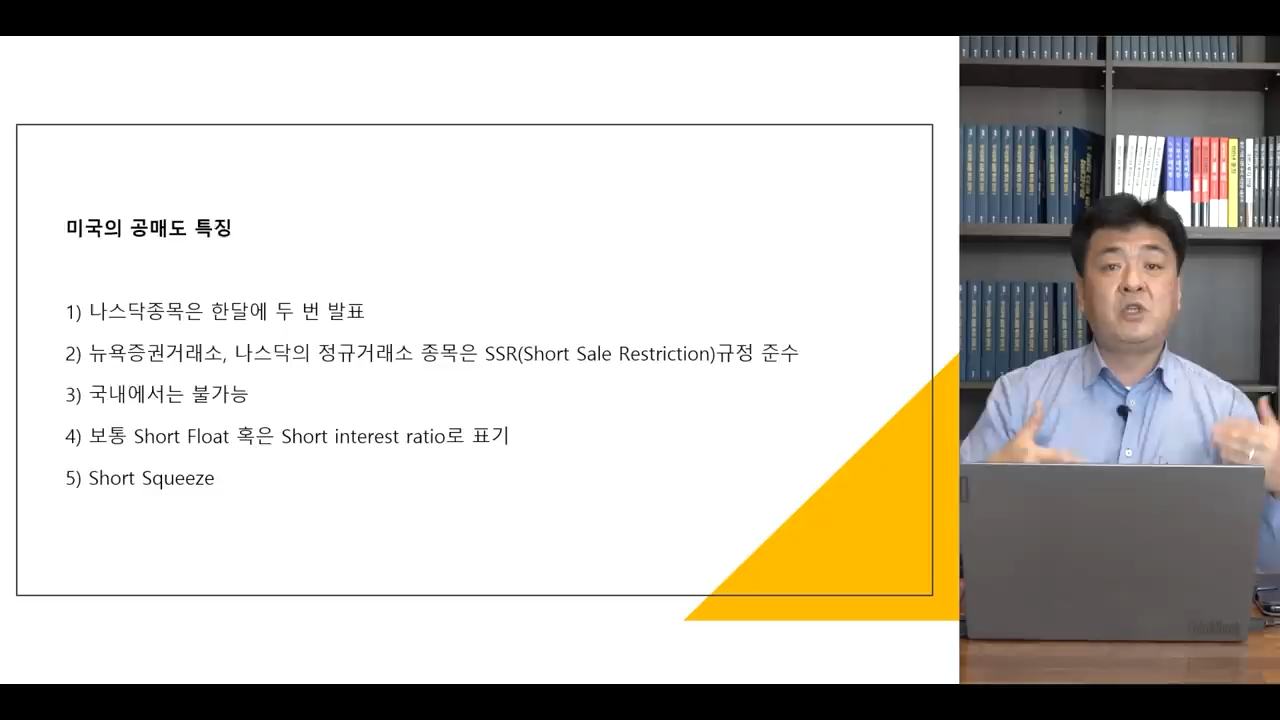 미국의 공매도 특징
1) 나스닥종목은 한달에 두 번 발표
2) 뉴욕증권거래소, 나스닥의 정규거래소 종목은 SSR(Short Sale Restriction)규정 준수
3) 국내에서는 불가능
4) 보통 Short Float 혹은 Short interest ratio로 표기
5) Short Squeeze